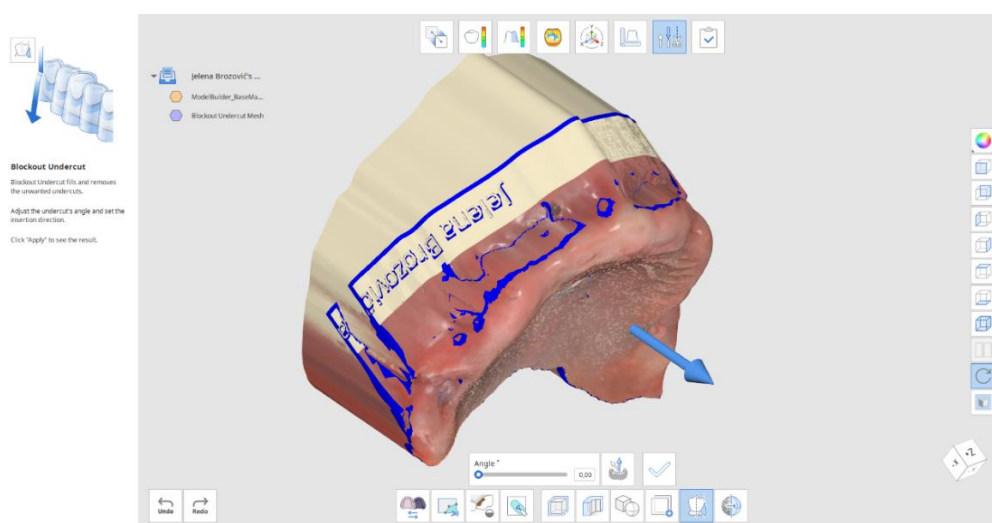 Jelena Brozović's ...
ModelBuilder_BaseMa...
Blockout Undercut Mesh
Blockout Undercut
Blockout Undercut fills and removes
the unwanted undercuts.
Adjust the undercut's angle and set the
insertion direction.
Click "Apply" to see the result.
Jelena Brozović
Angle °
0,03
Undo
Redo
-X
+Z